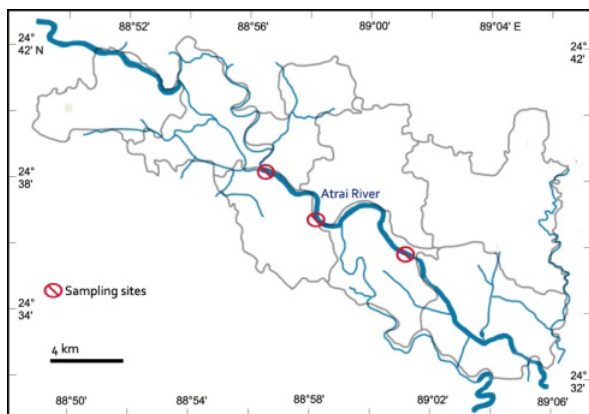 88°52' 88°56' 89°00' 89°04' E
24°
42' N
24°
42'
24°
38'
Atrai River
Sampling sites
24°
34'
4 km
24°
32'
88°50' 88°54' 88°58' 89°02' 89°06'